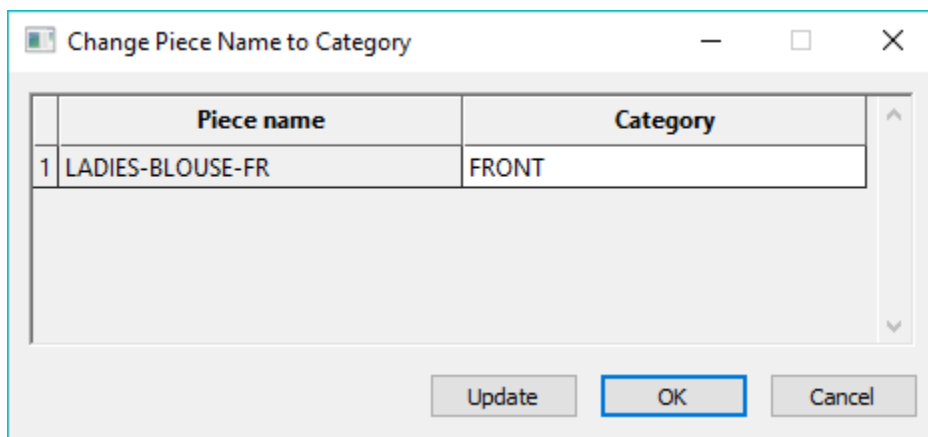 Change Piece Name to Category
Piece name Category
1 LADIES-BLOUSE-FR FRONT
Update OK Cancel